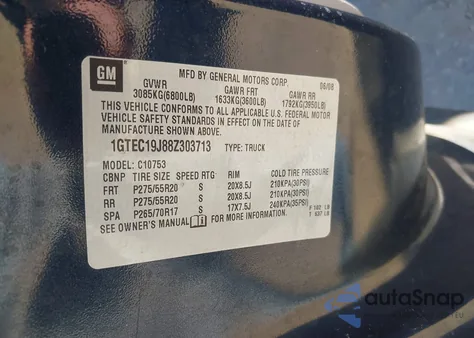 GM
MFD BY GENERAL MOTORS CORP. 06/08
GVWR GAWR FRT GAWR RR
3085KG(6800LB) 1633KG(3600LB) 1792KG(3950LB)
THIS VEHICLE CONFORMS TO ALL APPLICABLE U.S. FEDERAL MOTOR
VEHICLE SAFETY STANDARDS IN EFFECT ON THE DATE OF
MANUFACTURE SHOWN ABOVE.
1GTEC19J88Z303713 TYPE: TRUCK
MODEL: C10753
CBNP TIRE SIZE SPEED RTG RIM COLD TIRE PRESSURE
FRT P275/55R20 S 20X8.5J 210KPA(30PSI)
RR P275/55R20 S 20X8.5J 210KPA(30PSI)
SPA P265/70R17 S 17X7.5J 240KPA(35PSI)
SEE OWNER'S MANUAL FOR MORE INFORMATION
autoSnap